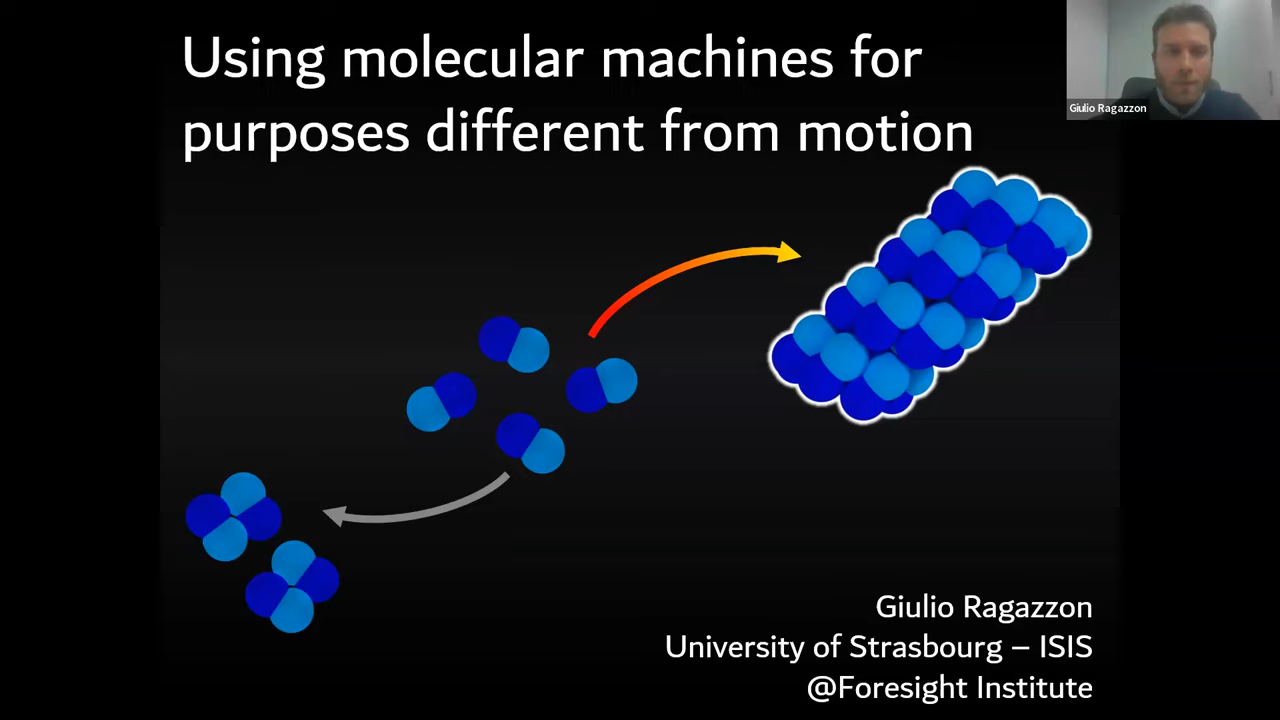 Using molecular machines for
purposes different from motion
Giulio Ragazzon
Giulio Ragazzon
University of Strasbourg – ISIS
@Foresight Institute